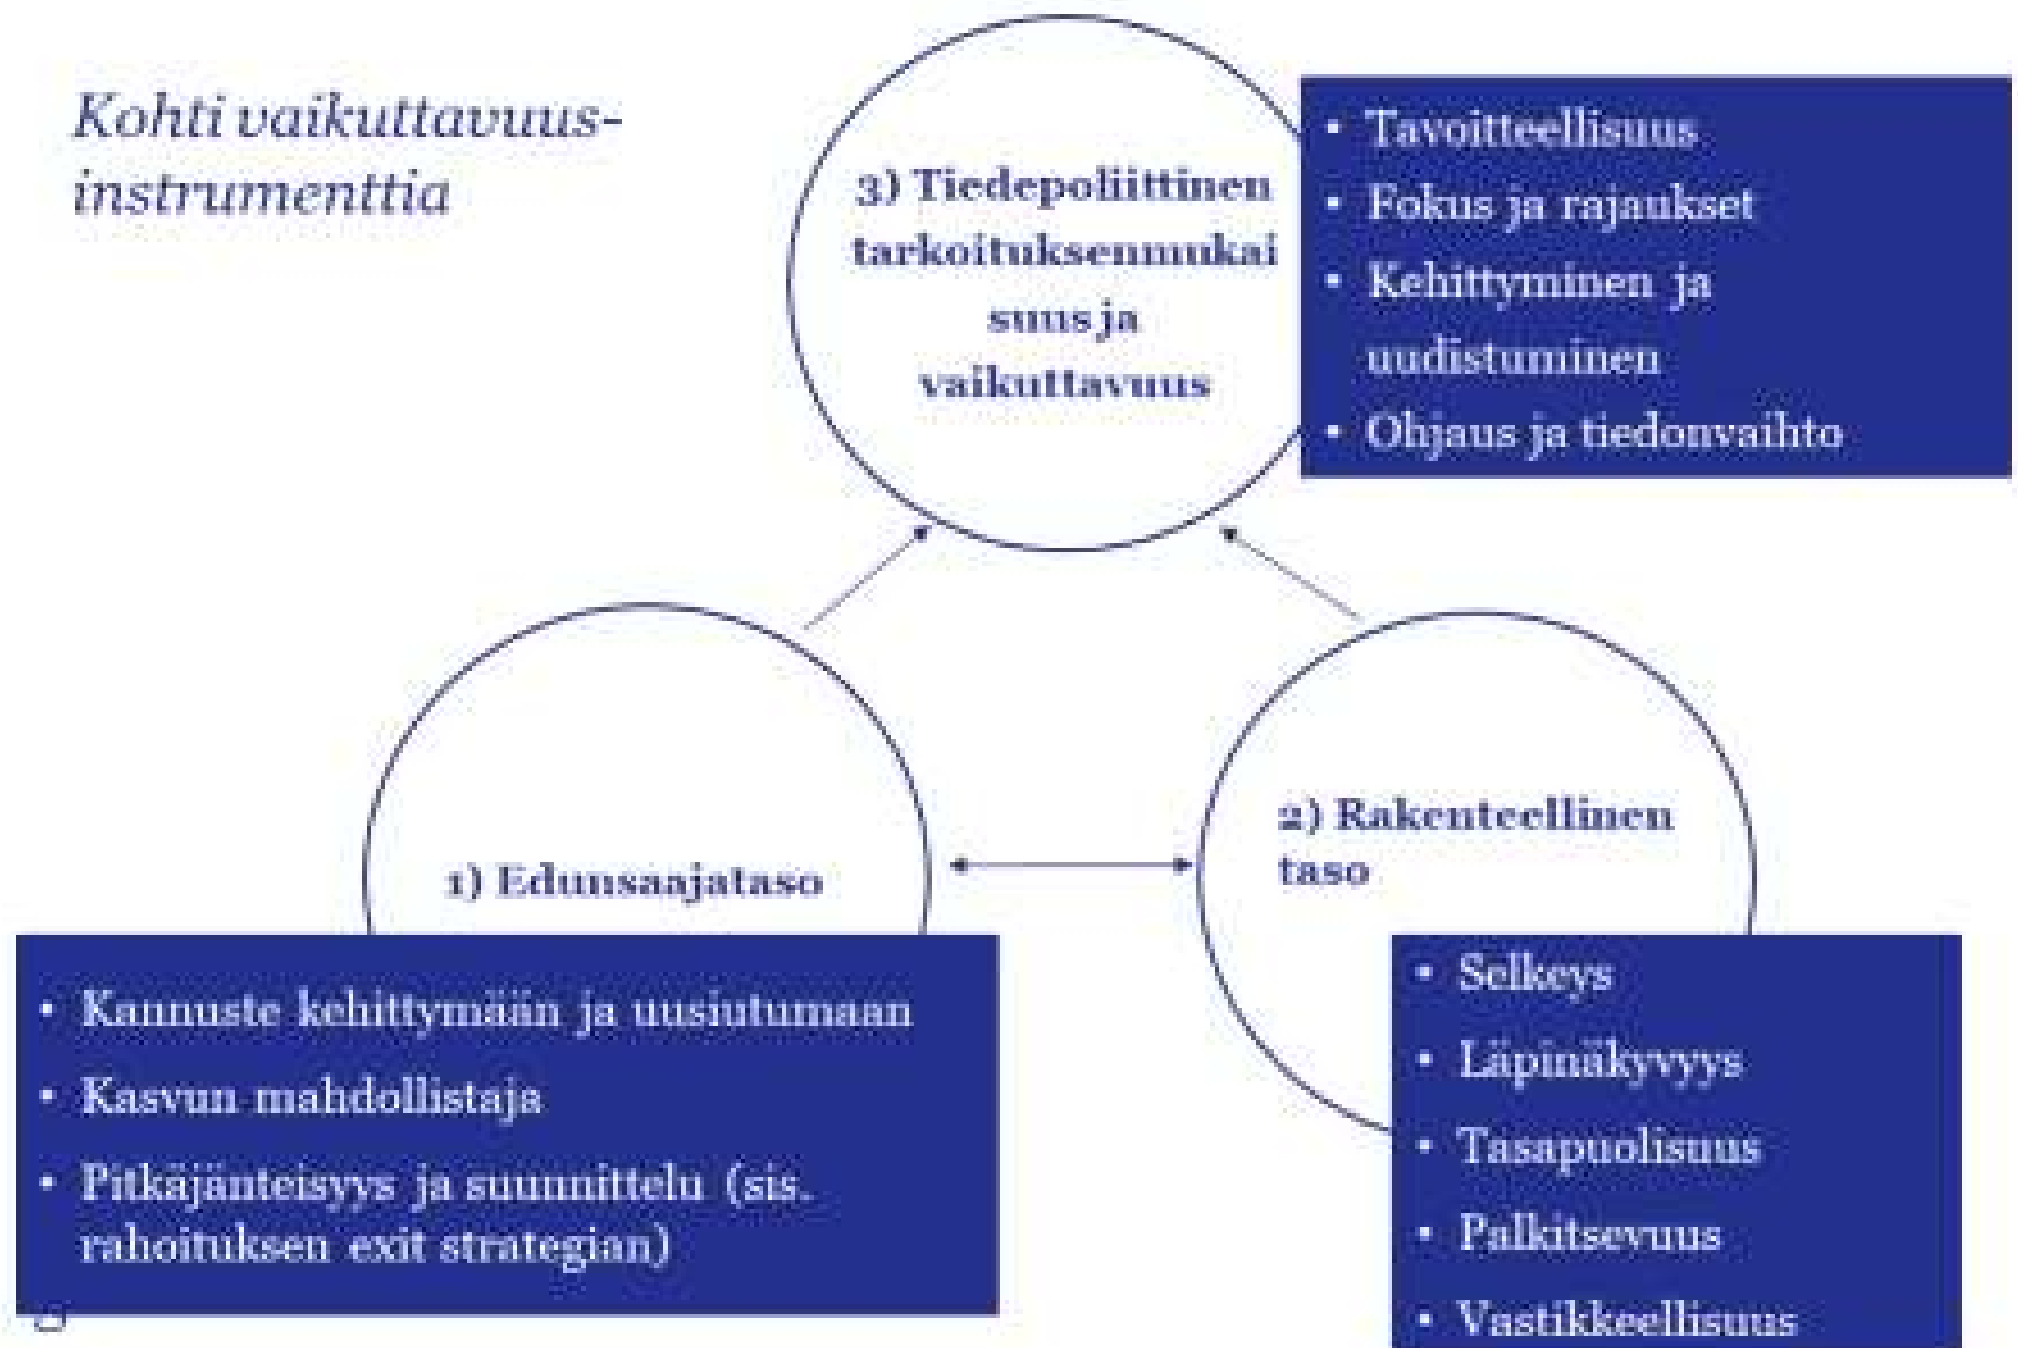 Kohti vaikuttavuus-
instrumenttia
3) Tiedepoliittinen
tarkoituksenmukai
suus ja
vaikuttavuus
• Tavoitteellisuus
• Fokus ja rajaukset
• Kehittyminen ja
uudistuminen
• Ohjaus ja tiedonvaihto
1) Edunsaajataso
• Kannuste kehittymään ja uusiutumaan
• Kasvun mahdollistaja
• Pitkäjänteisyys ja suunnittelu (sis.
rahoituksen exit strategian)
2) Rakenteellinen
taso
• Selkeys
• Läpinäkyvyys
• Tasapuolisuus
• Palkitsevuus
• Vastikkeellisuus